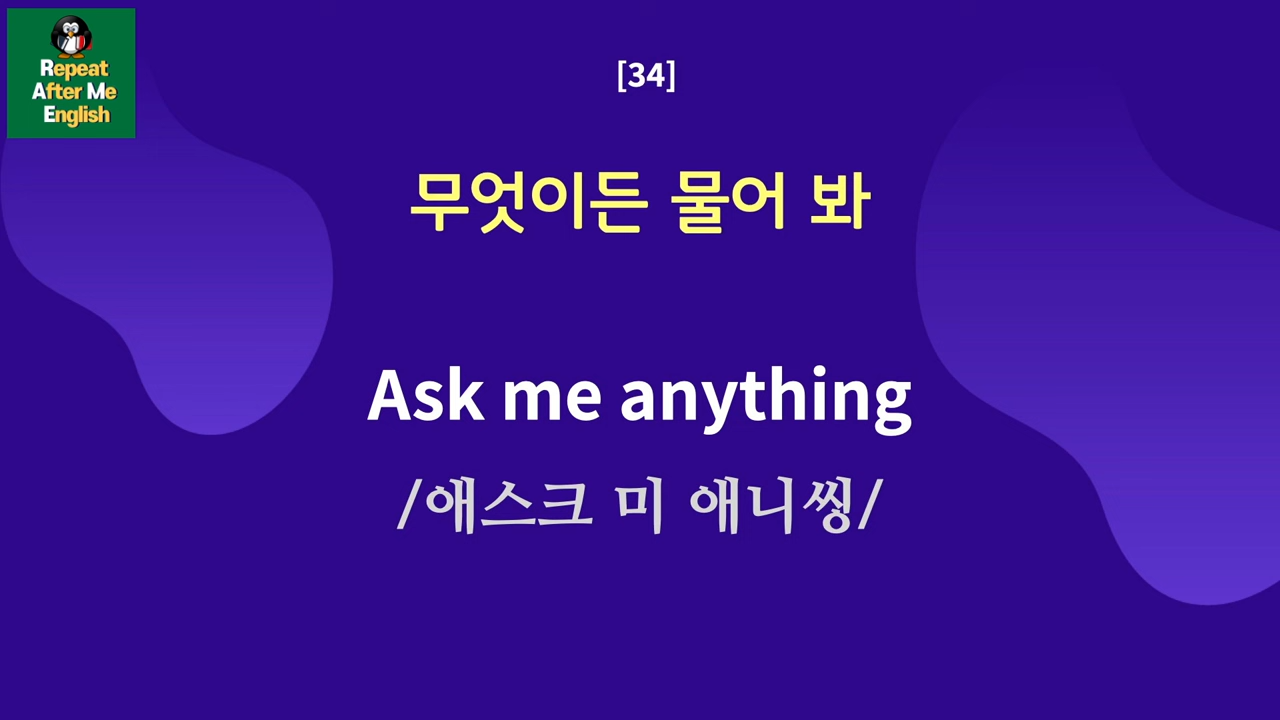 Repeat
After Me
English
[34]
무엇이든 물어 봐
Ask me anything
/애스크 미 애니씽/